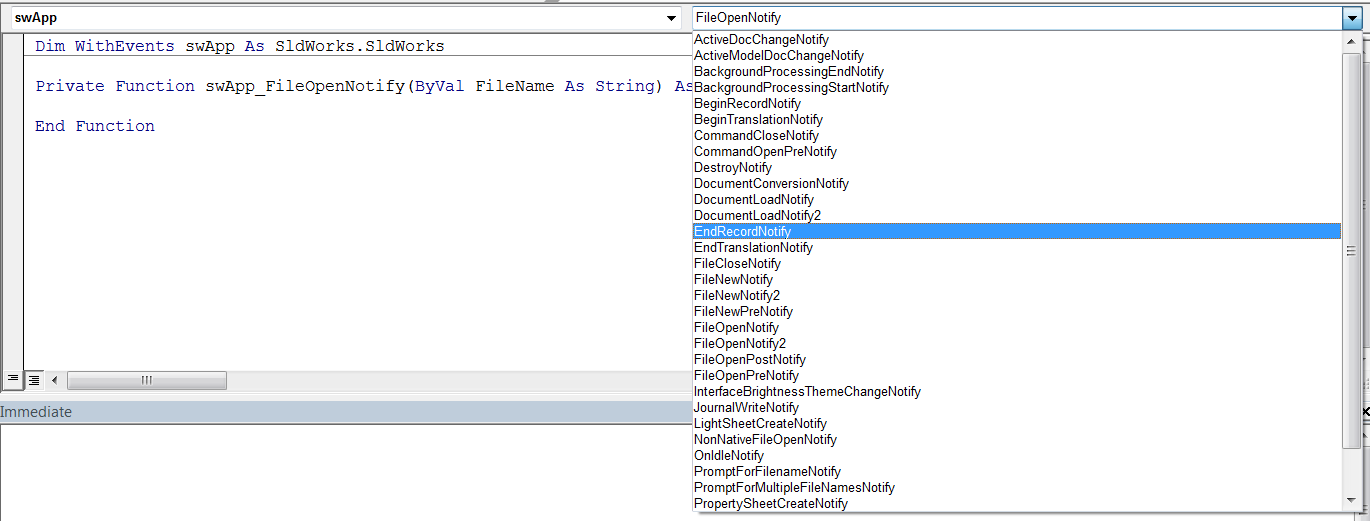 swApp
FileOpenNotify
Dim WithEvents swApp As SldWorks.SldWorks
Private Function swApp_FileOpenNotify(ByVal FileName As String) As
End Function
ActiveDocChangeNotify
ActiveModelDocChangeNotify
BackgroundProcessingEndNotify
BackgroundProcessingStartNotify
BeginRecordNotify
BeginTranslationNotify
CommandCloseNotify
CommandOpenPreNotify
DestroyNotify
DocumentConversionNotify
DocumentLoadNotify
DocumentLoadNotify2
EndRecordNotify
EndTranslationNotify
FileCloseNotify
FileNewNotify
FileNewNotify2
FileNewPreNotify
FileOpenNotify
FileOpenNotify2
FileOpenPostNotify
FileOpenPreNotify
InterfaceBrightnessThemeChangeNotify
JournalWriteNotify
LightSheetCreateNotify
NonNativeFileOpenNotify
OnIdleNotify
PromptForFilenameNotify
PromptForMultipleFileNamesNotify
PropertySheetCreateNotify
Immediate